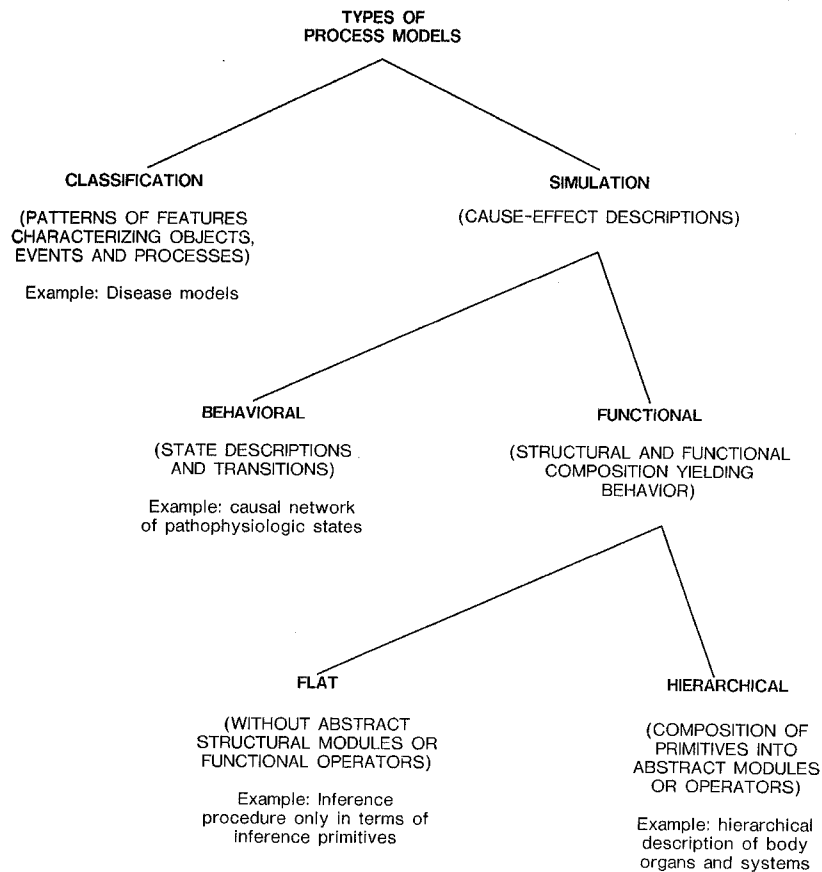 TYPES OF
PROCESS MODELS
CLASSIFICATION
(PATTERNS OF FEATURES
CHARACTERIZING OBJECTS,
EVENTS AND PROCESSES)
Example: Disease models
SIMULATION
(CAUSE-EFFECT DESCRIPTIONS)
BEHAVIORAL
(STATE DESCRIPTIONS
AND TRANSITIONS)
Example: causal network
of pathophysiologic states
FUNCTIONAL
(STRUCTURAL AND FUNCTIONAL
COMPOSITION YIELDING
BEHAVIOR)
FLAT
(WITHOUT ABSTRACT
STRUCTURAL MODULES OR
FUNCTIONAL OPERATORS)
Example: Inference
procedure only in terms of
inference primitives
HIERARCHICAL
(COMPOSITION OF
PRIMITIVES INTO
ABSTRACT MODULES
OR OPERATORS)
Example: hierarchical
description of body
organs and systems